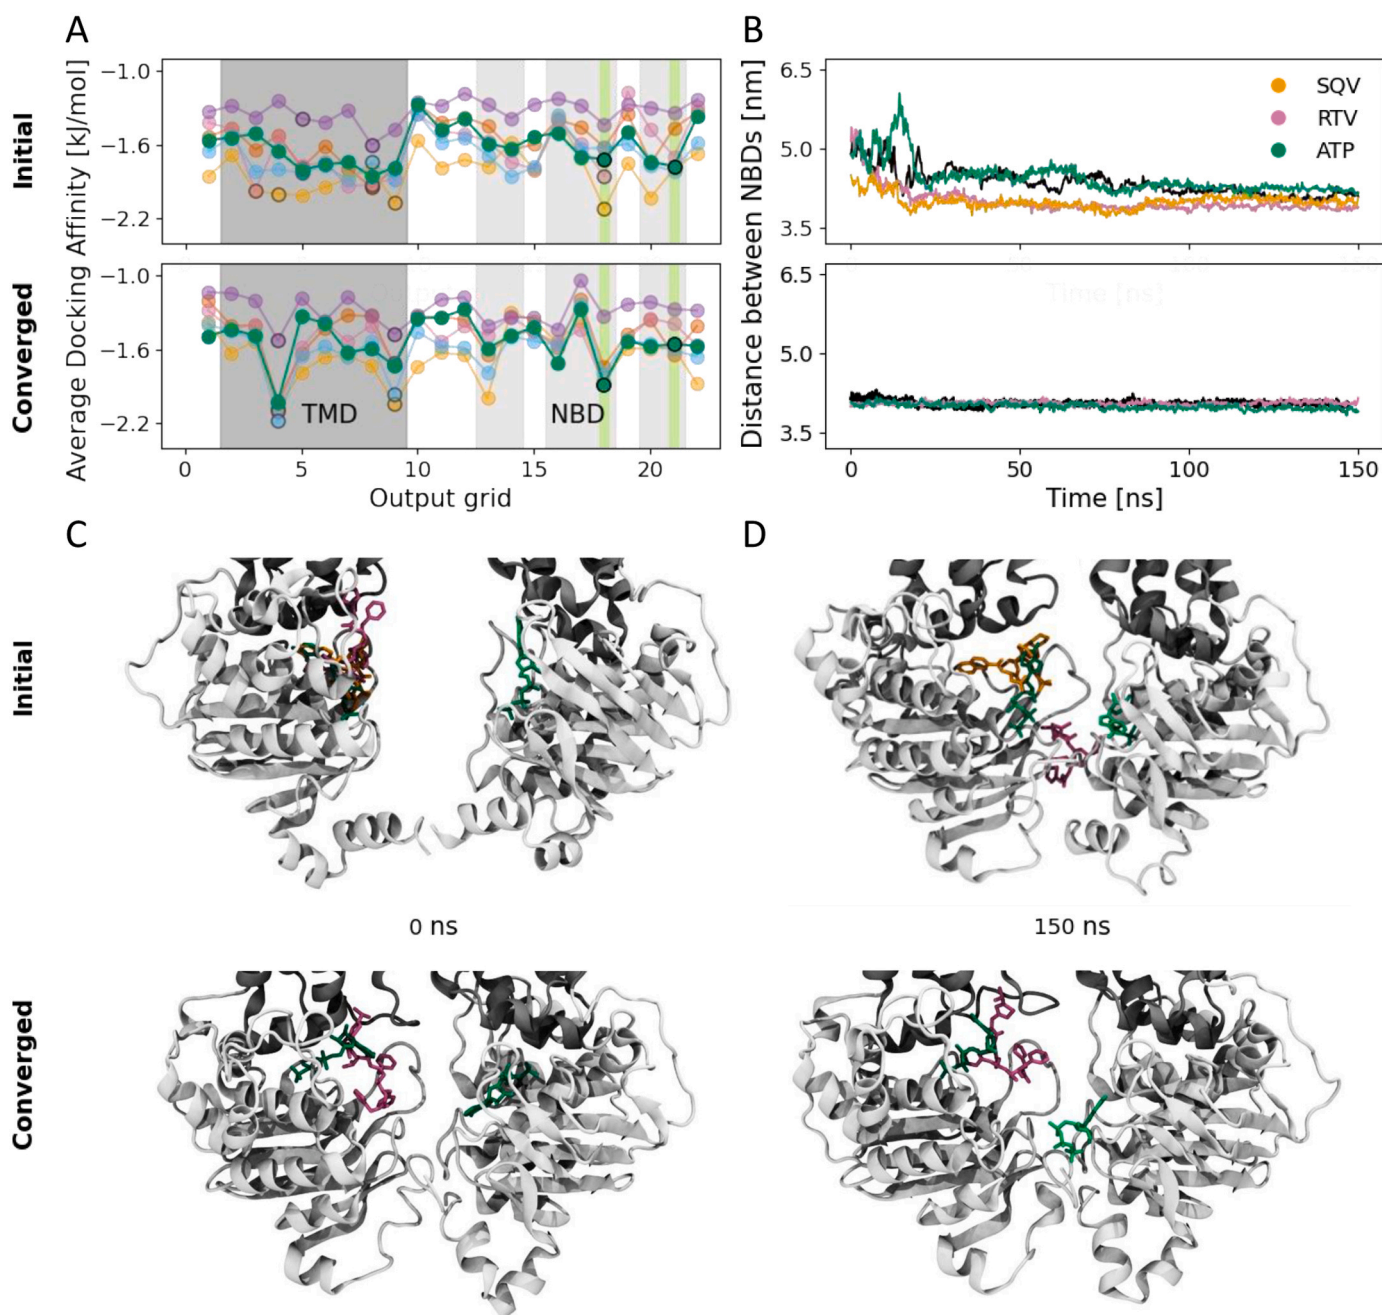 A
B
Initial
Converged
Average Docking Affinity [kJ/mol]
−1.0
−1.6
−2.2
−1.0
−1.6
−2.2
TMD
NBD
0
5
10
15
20
Output grid
Distance between NBDs [nm]
6.5
5.0
3.5
SQV
RTV
ATP
6.5
5.0
3.5
Time [ns]
0
50
100
150
Time [ns]
C
D
Initial
0 ns
150 ns
Converged